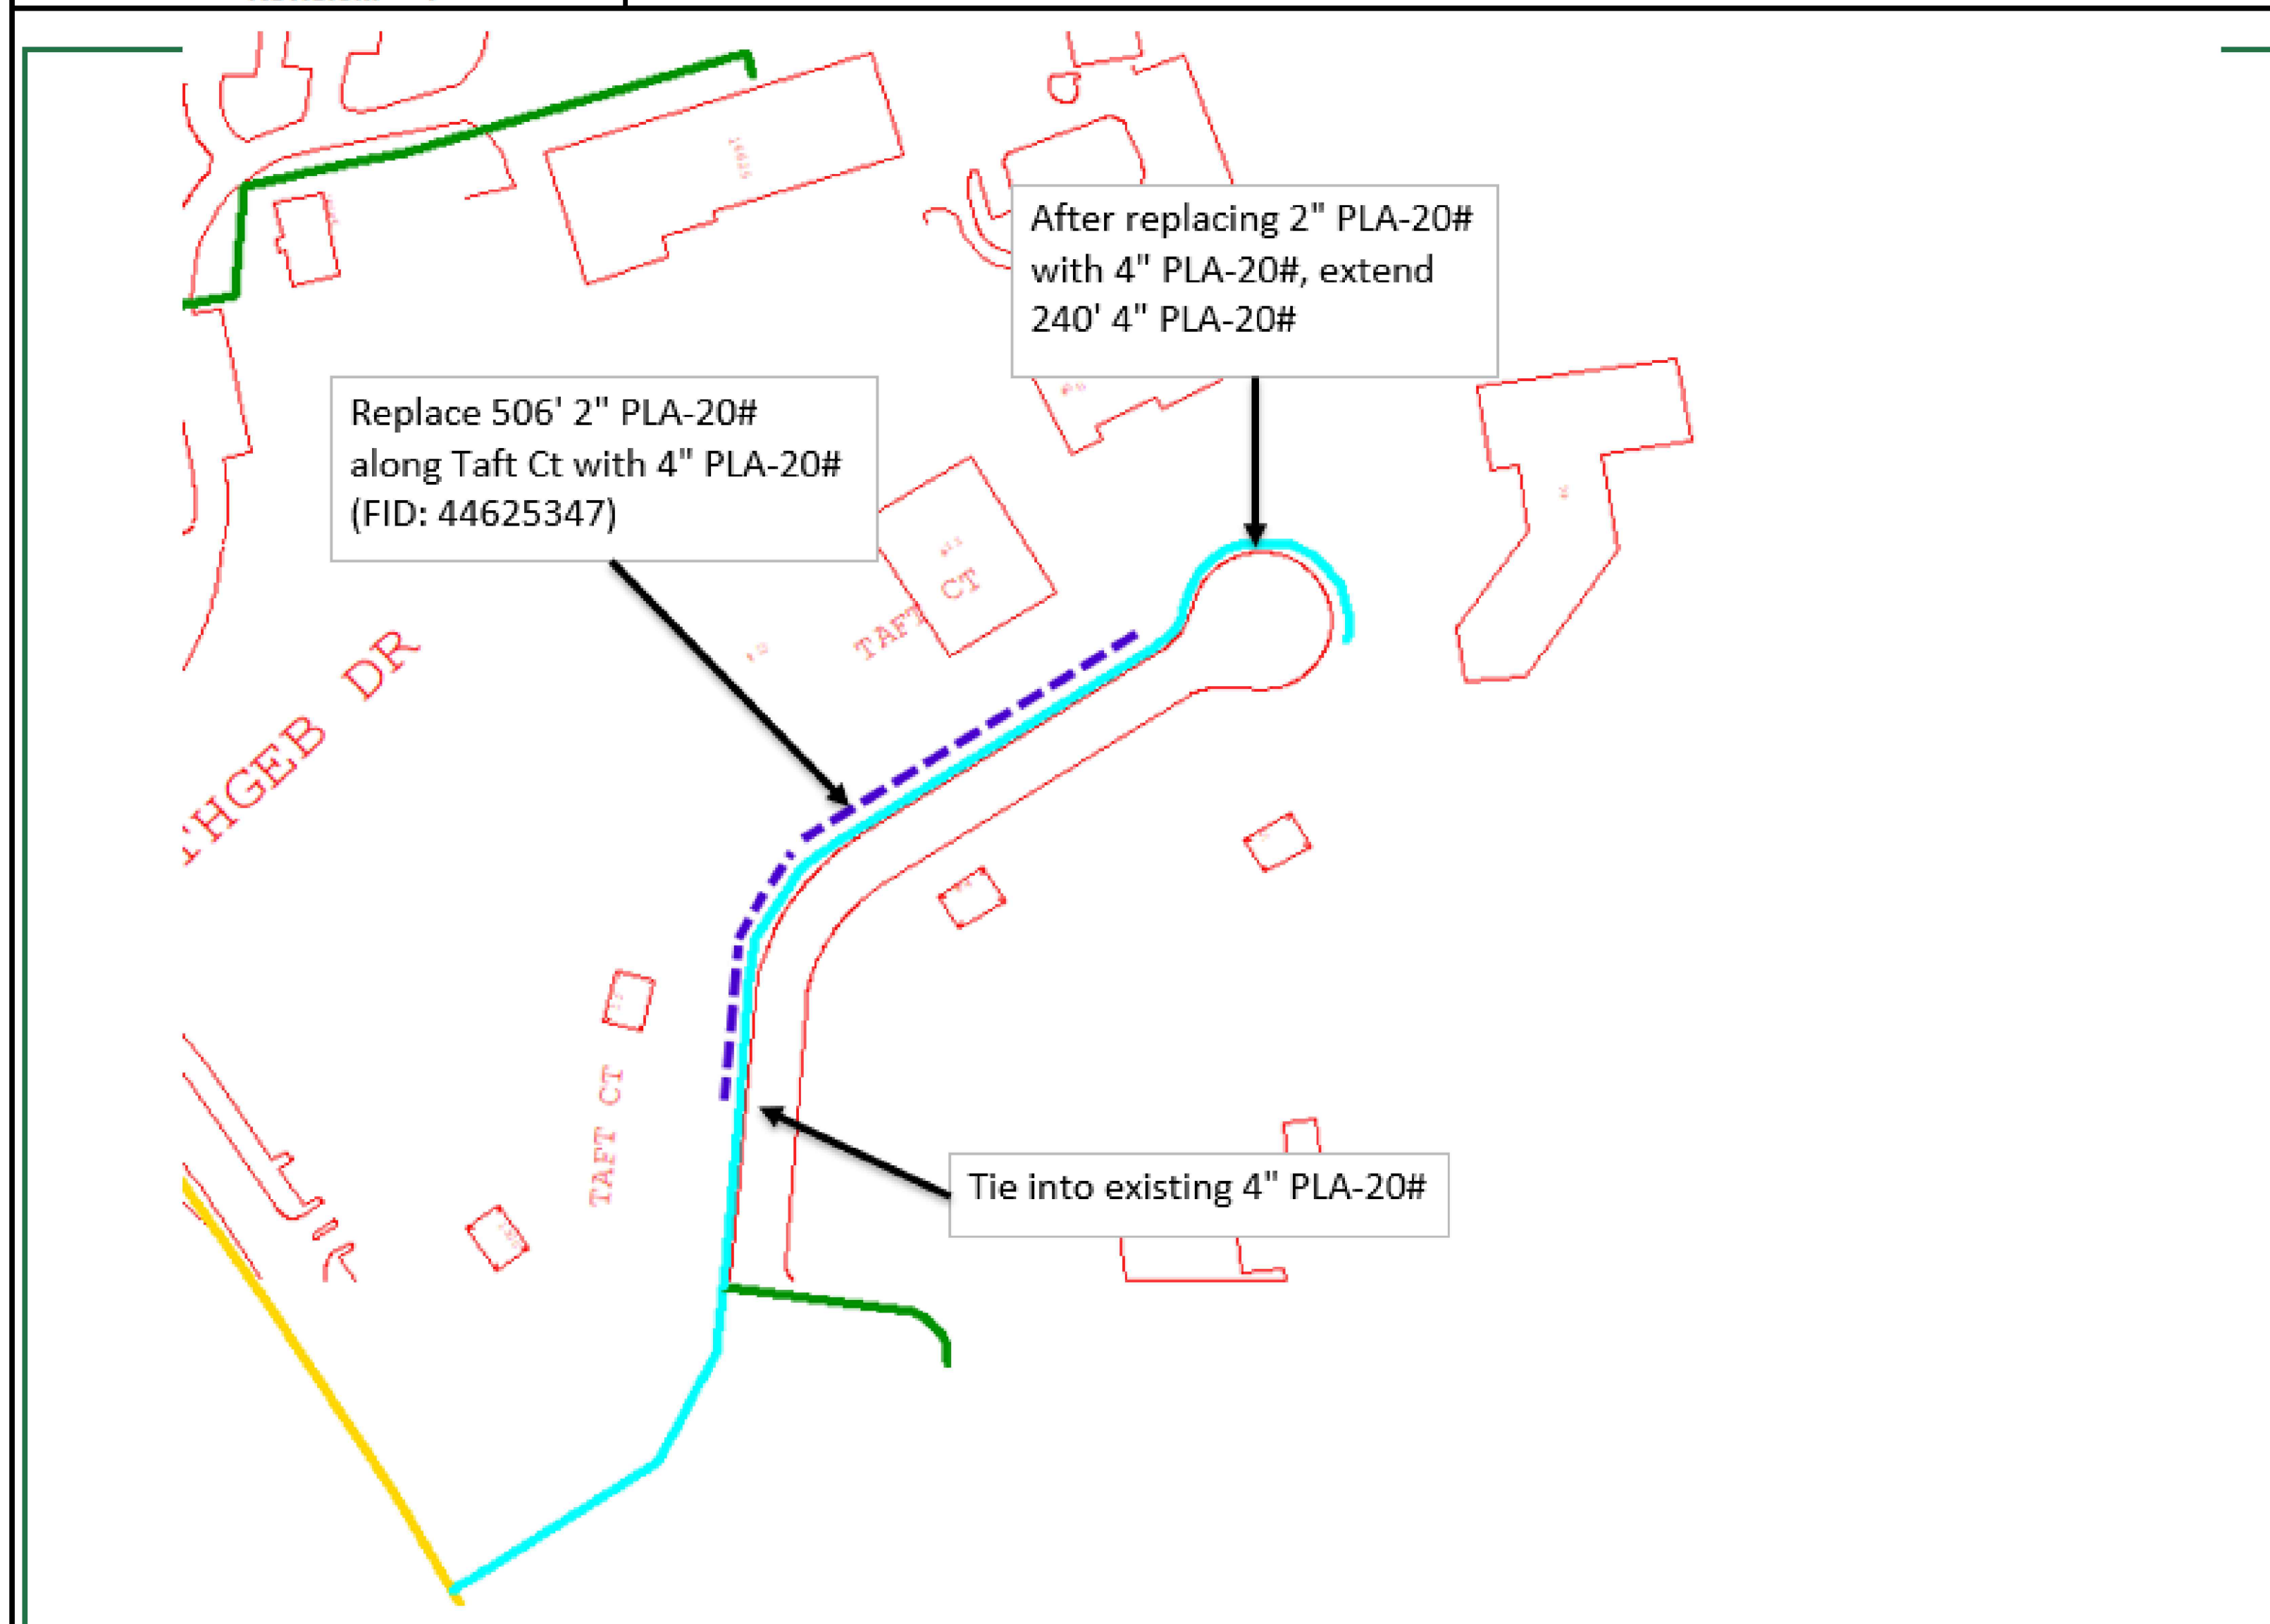 After replacing 2" PLA-20#
with 4" PLA-20#, extend
240' 4" PLA-20#
Replace 506' 2" PLA-20#
along Taft Ct with 4" PLA-20#
(FID: 44625347)
TAFT CT
THGEB DR
TAFT CT
Tie into existing 4" PLA-20#